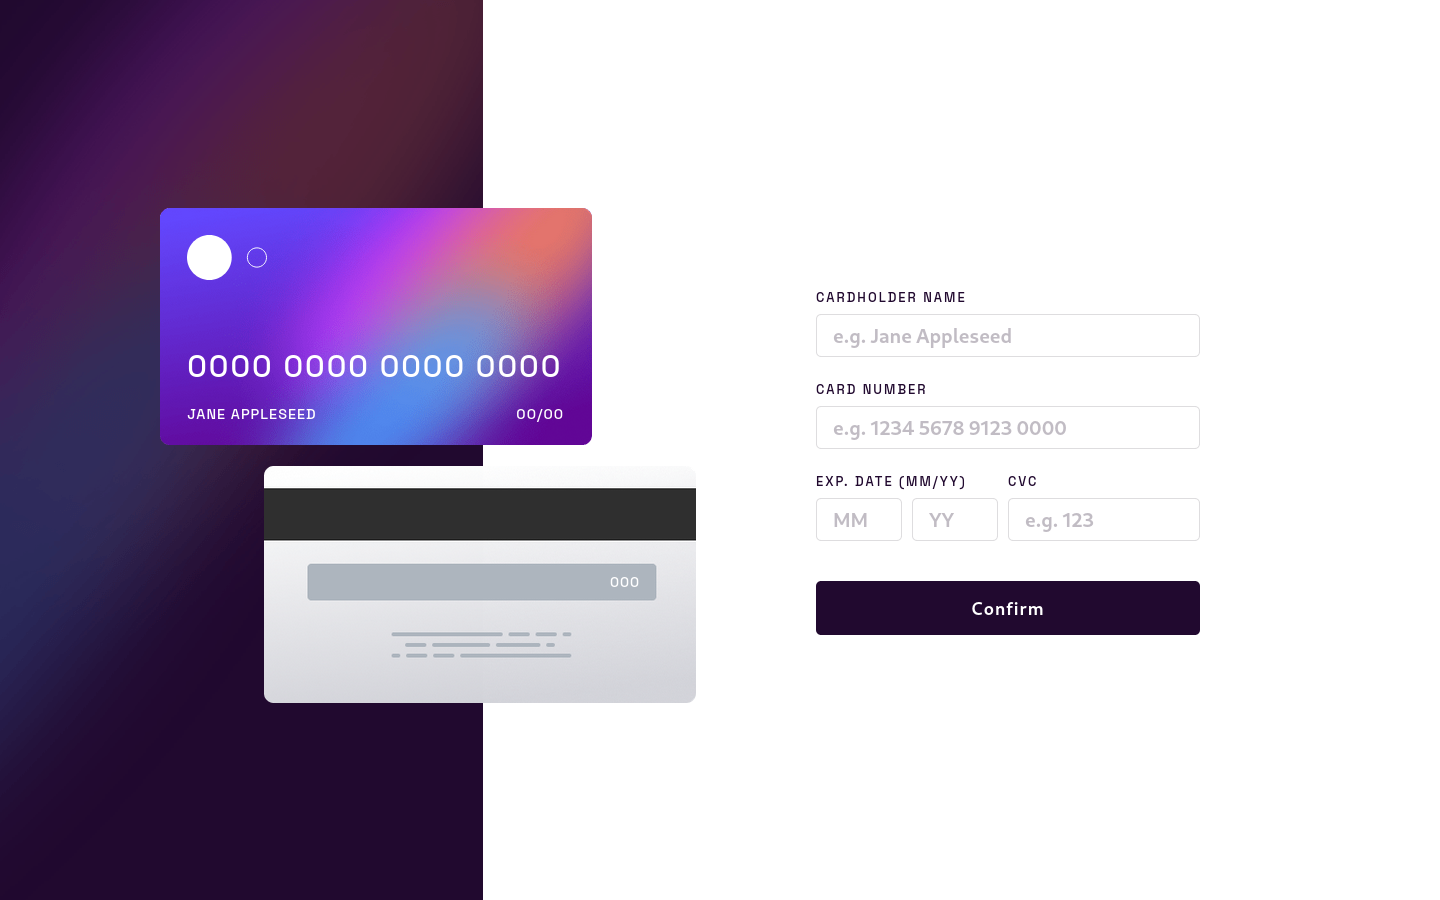 0000 0000 0000 0000
JANE APPLESEED 00/00
000
CARDHOLDER NAME
e.g. Jane Appleseed
CARD NUMBER
e.g. 1234 5678 9123 0000
EXP. DATE (MM/YY) CVC
MM YY e.g. 123
Confirm